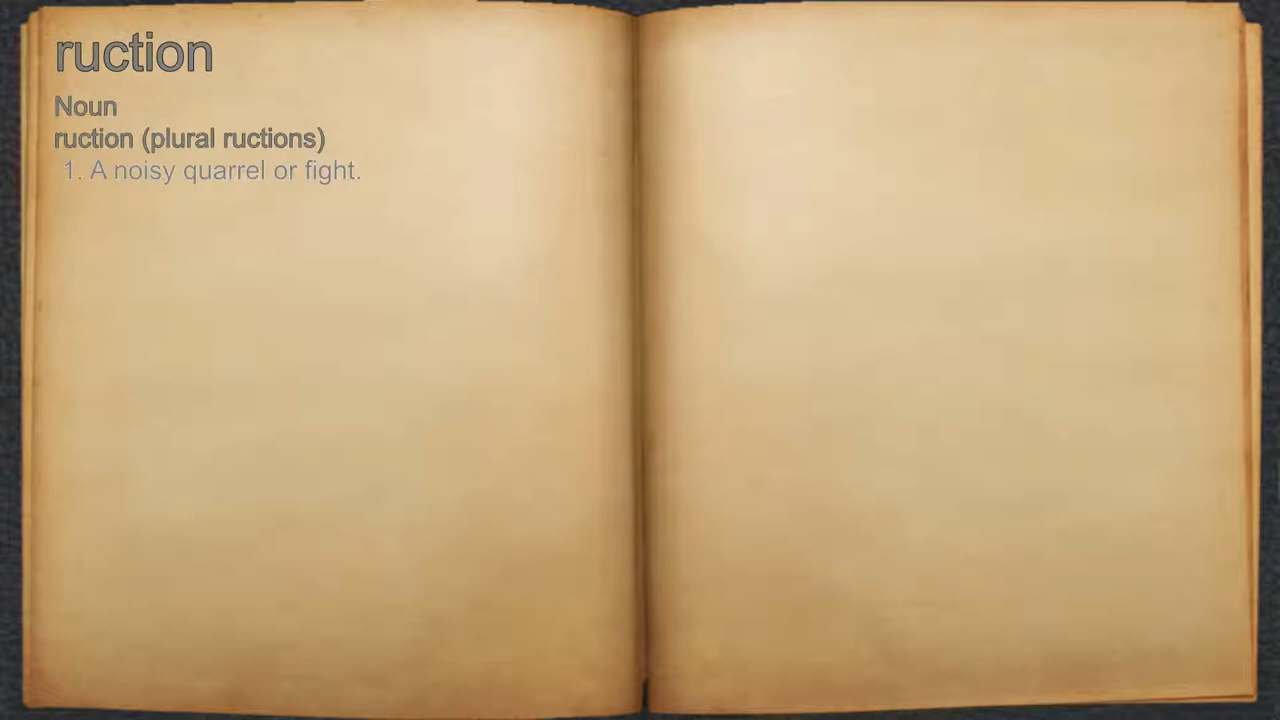 ruction
Noun
ruction (plural ructions)
1. A noisy quarrel or fight.